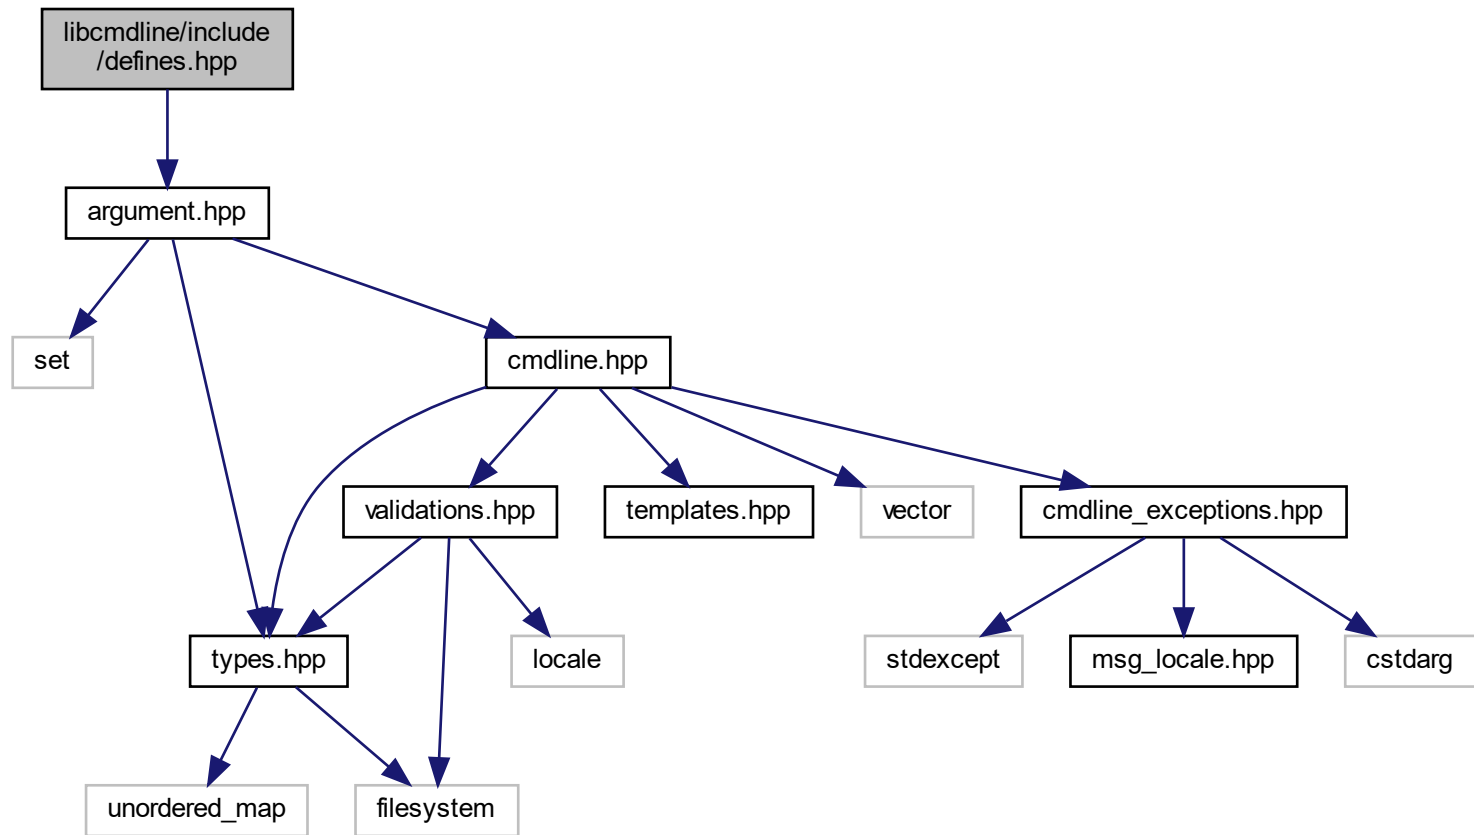 libcmdline/include
/defines.hpp
argument.hpp
set
cmdline.hpp
validations.hpp
templates.hpp
vector
cmdline_exceptions.hpp
types.hpp
locale
stdexcept
msg_locale.hpp
cstdarg
unordered_map
filesystem